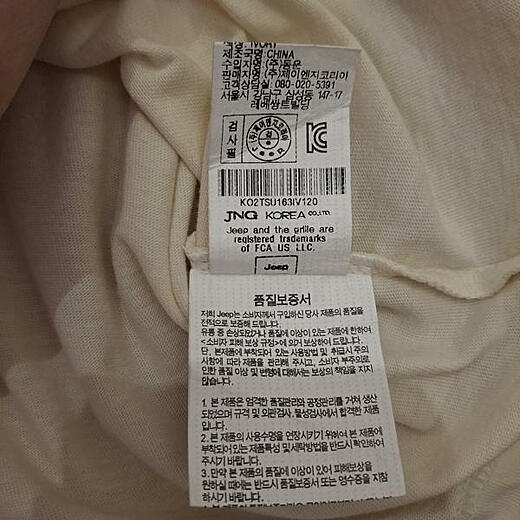 색상: IVORY
제조국명:CHINA
수입자명:(주)동운
판매자명:(주)제이엔지코리아
고객상담실: 080-020-5391
서울시 강남구 삼성동 147-17
레베쌍트빌딩
검사필
KO2TSU163IV120
JNG KOREA CO.,LTD.
Jeep and the grille are
registered trademarks
of FCA US LLC.
Jeep
품질보증서
저희 Jeep는 소비자께서 구입하신 당사 제품의 품질을
전적으로 보증해 드립니다.
유통 중 손상되었거나 품질에 이상이 있는 제품에 한하여
<소비자 피해 보상 규정>에 의거 보상하여 드립니다.
단, 본제품에 부착되어 있는 사용방법 및 취급시 주의
사항에 따라 제품을 관리해 주시고, 소비자 부주의로
인한 품질 이상 및 변형에 대해서는 보상의 책임을 지지
않습니다.
1. 본 제품은 엄격한 품질관리와 공정관리를 거쳐 생산
되었으며 규격 및 외관검사, 불성검사에서 합격한 제품
입니다.
2. 본 제품의 사용수명을 연장시키기 위하여 본 제품
에 부착되어있는 제품특성 및 세탁방법을 반드시 확인하여
주시기 바랍니다.
3. 만약 본 제품의 품질에 이상이 있어 피해보상을
원하실 때에는 반드시 품질보증서 또는 영수증을 지참
하시기 바랍니다.